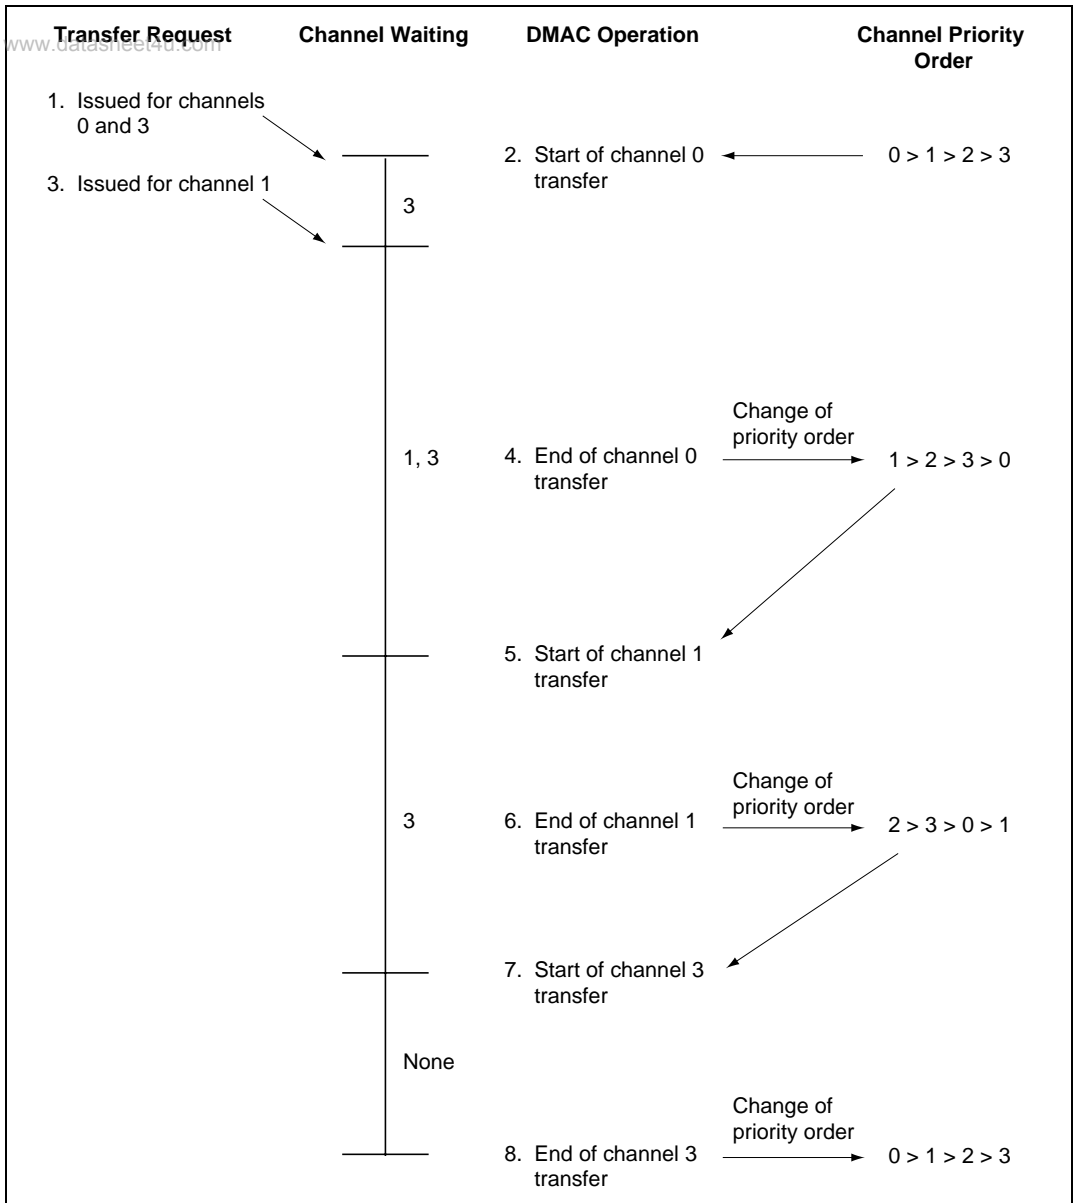 Transfer Request
Channel Waiting
DMAC Operation
Channel Priority
Order
www.datasheet4u.com
1. Issued for channels
0 and 3
2. Start of channel 0
transfer
0 > 1 > 2 > 3
3. Issued for channel 1
3
Change of
priority order
1, 3
4. End of channel 0
transfer
1 > 2 > 3 > 0
5. Start of channel 1
transfer
Change of
priority order
3
6. End of channel 1
transfer
2 > 3 > 0 > 1
7. Start of channel 3
transfer
None
Change of
priority order
8. End of channel 3
transfer
0 > 1 > 2 > 3